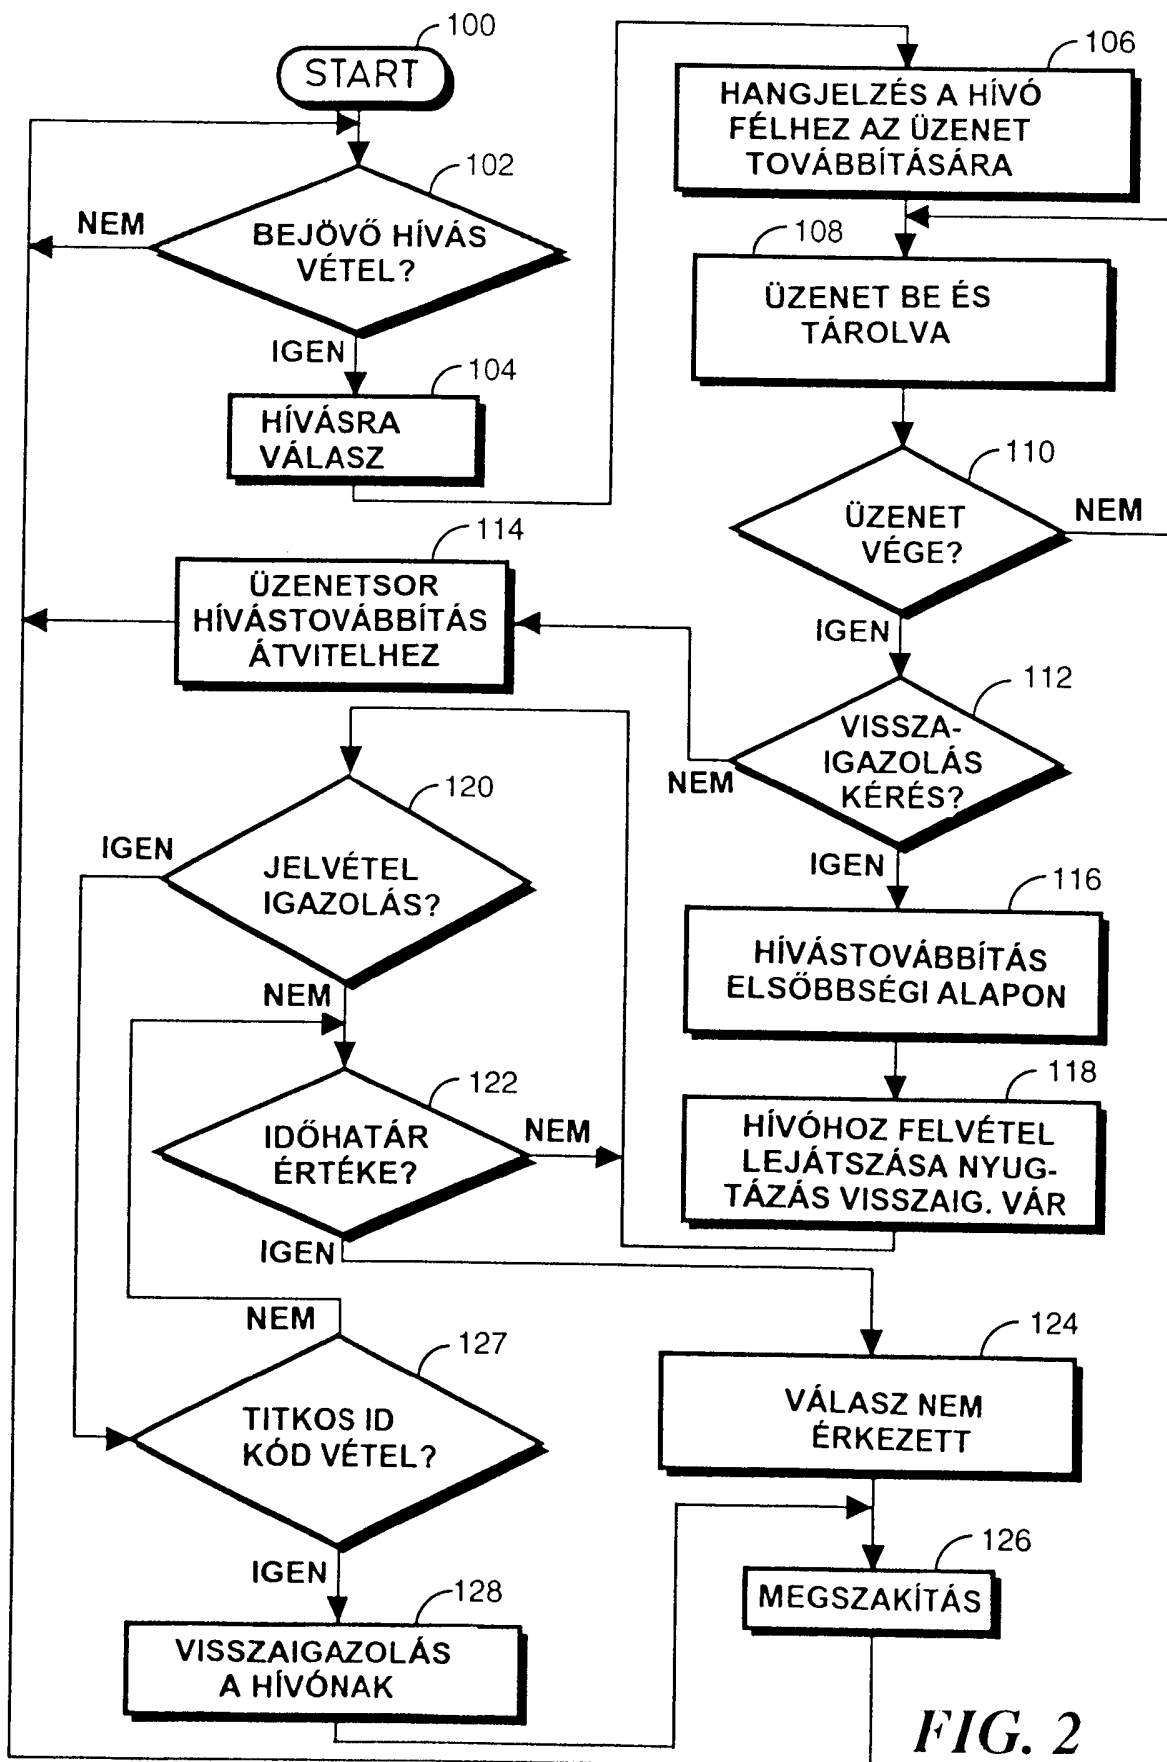 100
START
102
NEM
BEJÖVŐ HÍVÁS
VÉTEL?
IGEN
104
HÍVÁSRA
VÁLASZ
106
HANGJELZÉS A HÍVÓ
FÉLHEZ AZ ÜZENET
TOVÁBBÍTÁSÁRA
108
ÜZENET BE ÉS
TÁROLVA
110
NEM
ÜZENET
VÉGE?
IGEN
112
VISSZA-
IGAZOLÁS
KÉRÉS?
NEM
IGEN
114
ÜZENETSOR
HÍVÁSTOVÁBBÍTÁS
ÁTVITELHEZ
116
HÍVÁSTOVÁBBÍTÁS
ELSŐBBSÉGI ALAPON
118
HÍVÓHOZ FELVÉTEL
LEJÁTSZÁSA NYUG-
TÁZÁS VISSZAIG. VÁR
120
IGEN
JELVÉTEL
IGAZOLÁS?
NEM
122
IDŐHATÁR
ÉRTÉKE?
NEM
IGEN
124
VÁLASZ NEM
ÉRKEZETT
126
MEGSZAKÍTÁS
NEM
127
TITKOS ID
KÓD VÉTEL?
IGEN
128
VISSZAIGAZOLÁS
A HÍVÓNAK
FIG. 2